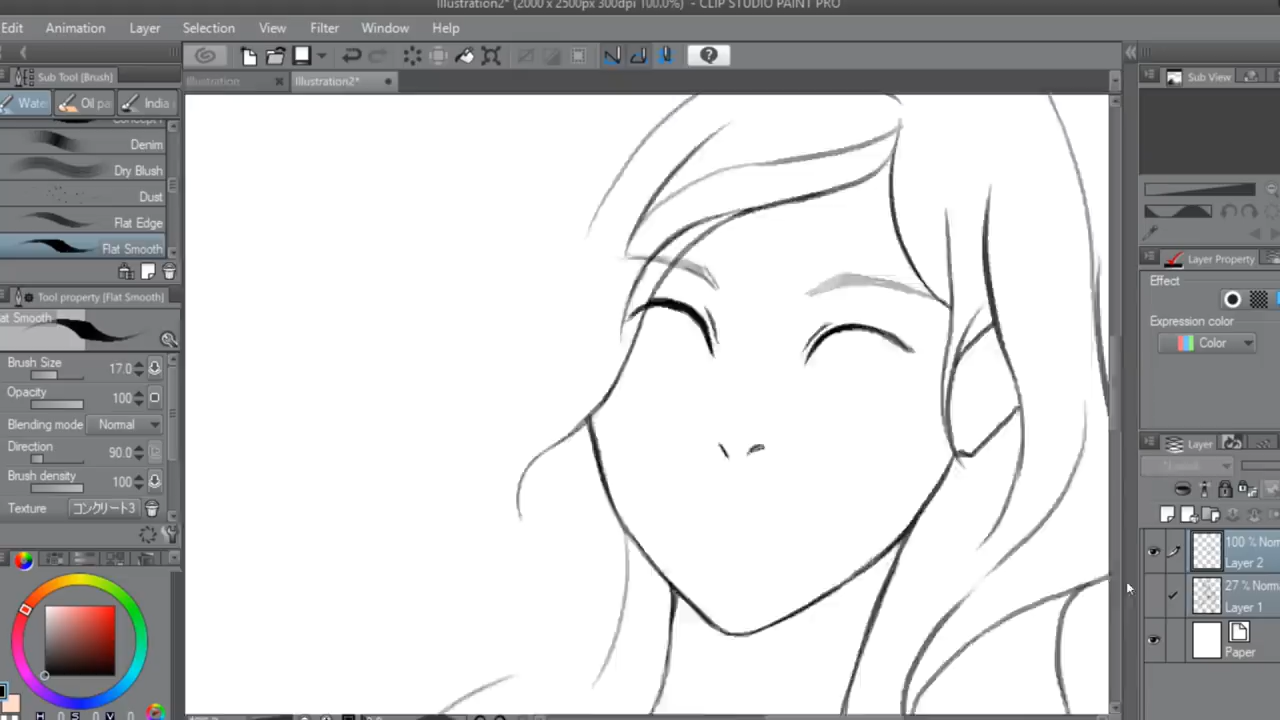 Illustration2* (2000 x 2500px 300dpi 100.0%) - CLIP STUDIO PAINT PRO
Edit Animation Layer Selection View Filter Window Help
Sub Tool [Brush]
Illustration
Illustration2*
Sub View
Wate
Oil pa
India
Denim
Dry Blush
Dust
Flat Edge
Flat Smooth
Tool property [Flat Smooth]
lat Smooth
Brush Size 17.0
Opacity 100
Blending mode Normal
Direction 90.0
Brush density 100
Texture コンクリート3
Layer Property
Effect
Expression color
Color
Layer
100 % Norm
Layer 2
27 % Norm
Layer 1
Paper
H S V